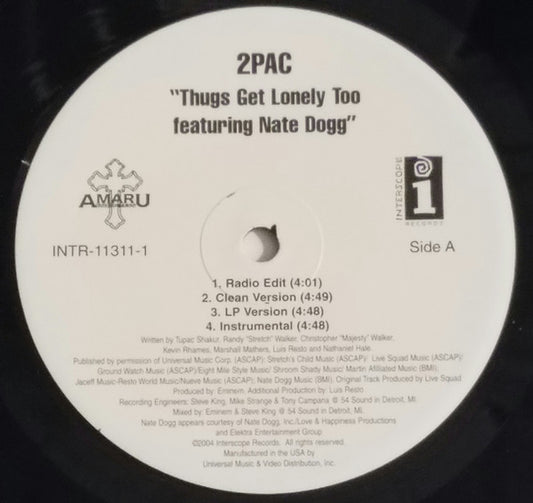 2PAC
"Thugs Get Lonely Too
featuring Nate Dogg"
AMARU
INTERSCOPE
i
RECORDS
INTR-11311-1
Side A
1. Radio Edit (4:01)
2. Clean Version (4:49)
3. LP Version (4:48)
4. Instrumental (4:48)
Written by Tupac Shakur, Randy "Stretch" Walker, Christopher "Majesty" Walker,
Kevin Rhames, Marshall Mathers, Luis Resto and Nathaniel Hale.
Published by permission of Universal Music Corp. (ASCAP)/ Stretch's Child Music (ASCAP)/ Live Squad Music (ASCAP)/
Ground Watch Music (ASCAP)/Eight Mile Style Music/ Shroom Shady Music/ Martin Affiliated Music (BMI),
Jaceff Music-Resto World Music/Nueve Music (ASCAP), Nate Dogg Music (BMI), Original Track Produced by Live Squad
Produced by: Eminem, Additional Production by: Luis Resto
Recording Engineers: Steve King, Mike Strange & Tony Campana @ 54 Sound in Detroit, MI.
Mixed by: Eminem & Steve King @ 54 Sound in Detroit, MI.
Nate Dogg appears courtesy of Nate Dogg, Inc./Love & Happiness Productions
and Elektra Entertainment Group
©2004 Interscope Records. All rights reserved.
Manufactured in the USA by
Universal Music & Video Distribution, Inc.